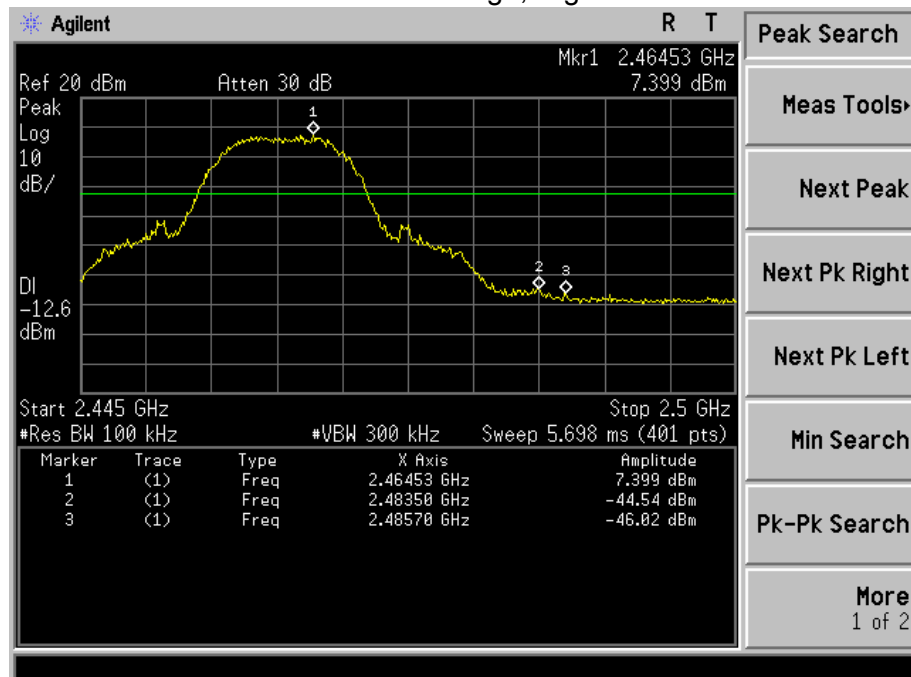 Agilent
R T
Peak Search
Mkr1 2.46453 GHz
Ref 20 dBm
Atten 30 dB
7.399 dBm
Peak
Log
10
dB/
1
2
3
DI
-12.6
dBm
Start 2.445 GHz
Stop 2.5 GHz
#Res BW 100 kHz
#VBW 300 kHz
Sweep 5.698 ms (401 pts)
Marker Trace Type X Axis Amplitude
1 (1) Freq 2.46453 GHz 7.399 dBm
2 (1) Freq 2.48350 GHz -44.54 dBm
3 (1) Freq 2.48570 GHz -46.02 dBm
Meas Tools
Next Peak
Next Pk Right
Next Pk Left
Min Search
Pk-Pk Search
More
1 of 2